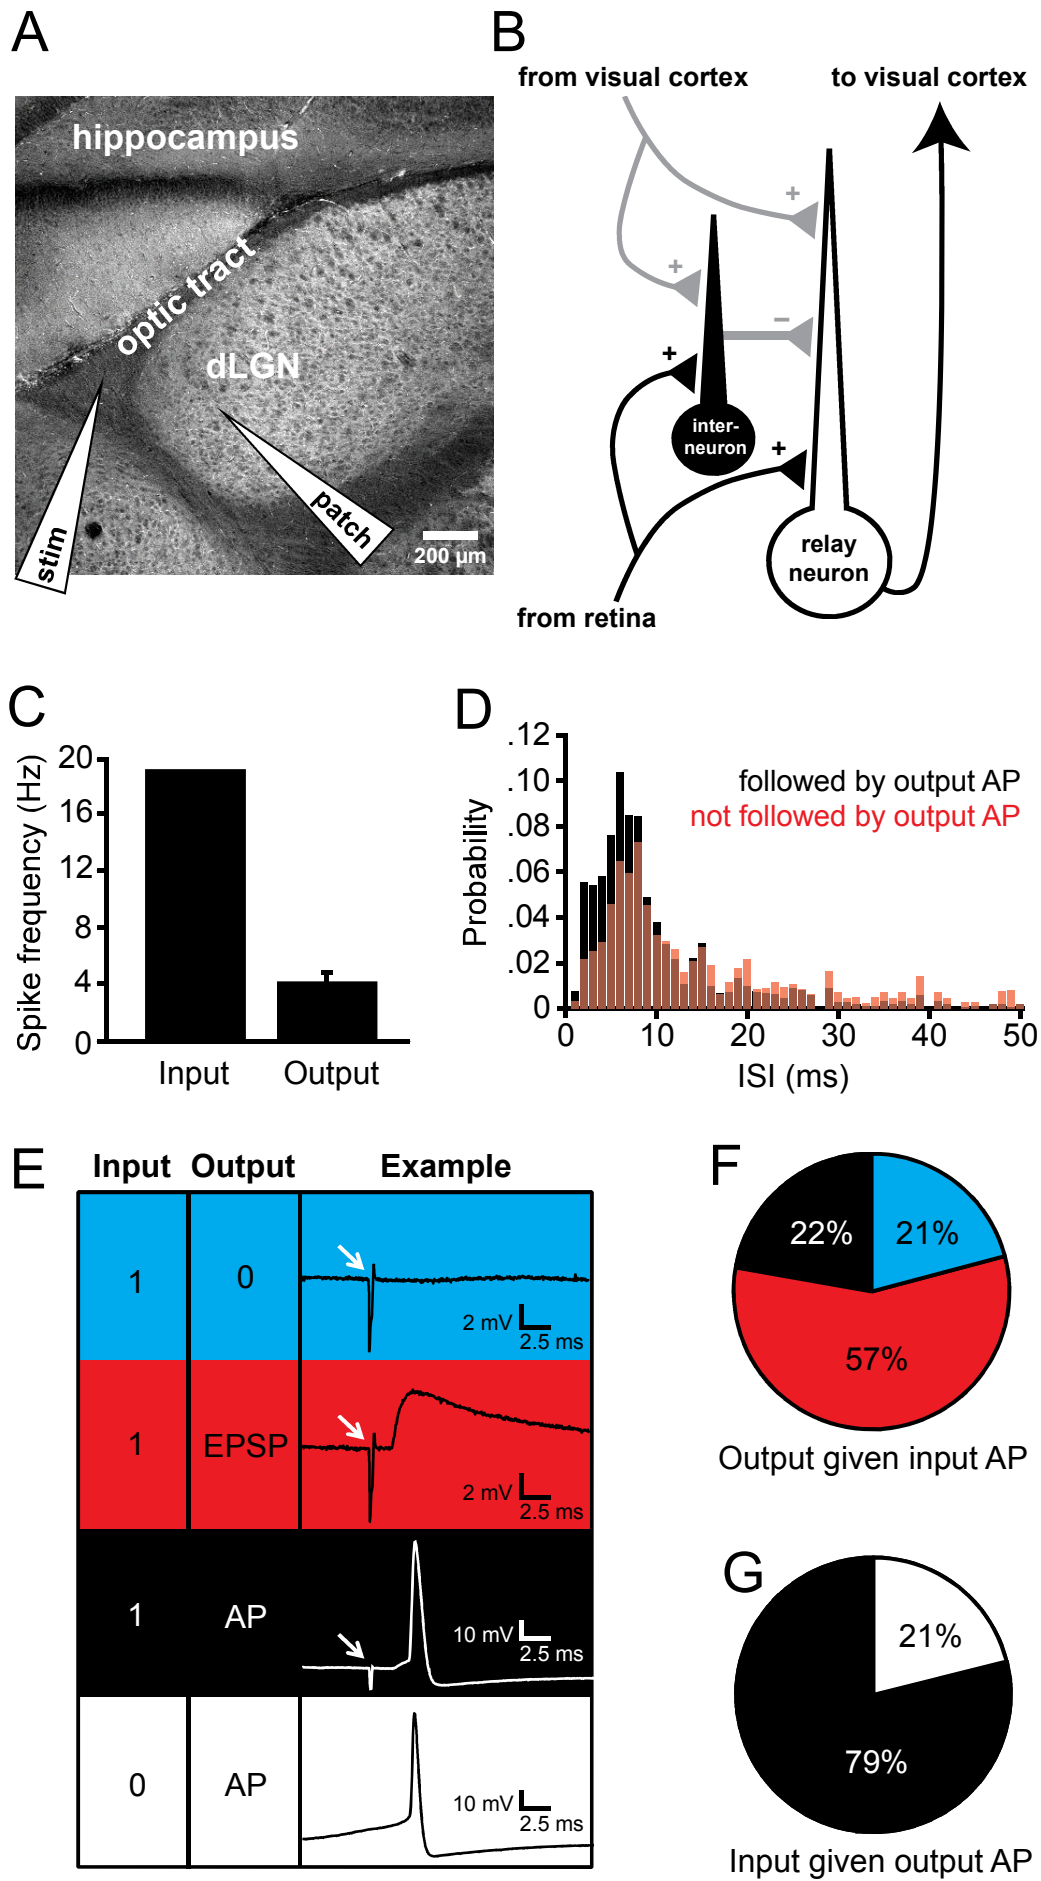 A
hippocampus
optic tract
dLGN
stim
patch
200 µm
B
from visual cortex
to visual cortex
+
+
–
+
+
inter-
neuron
relay
neuron
from retina
C
Spike frequency (Hz)
20
16
12
8
4
0
Input
Output
D
Probability
.12
.10
.08
.06
.04
.02
0
followed by output AP
not followed by output AP
0
10
20
30
40
50
ISI (ms)
E
Input
Output
Example
1
0
2 mV
2.5 ms
1
EPSP
2 mV
2.5 ms
1
AP
10 mV
2.5 ms
0
AP
10 mV
2.5 ms
F
22%
21%
57%
Output given input AP
G
21%
79%
Input given output AP